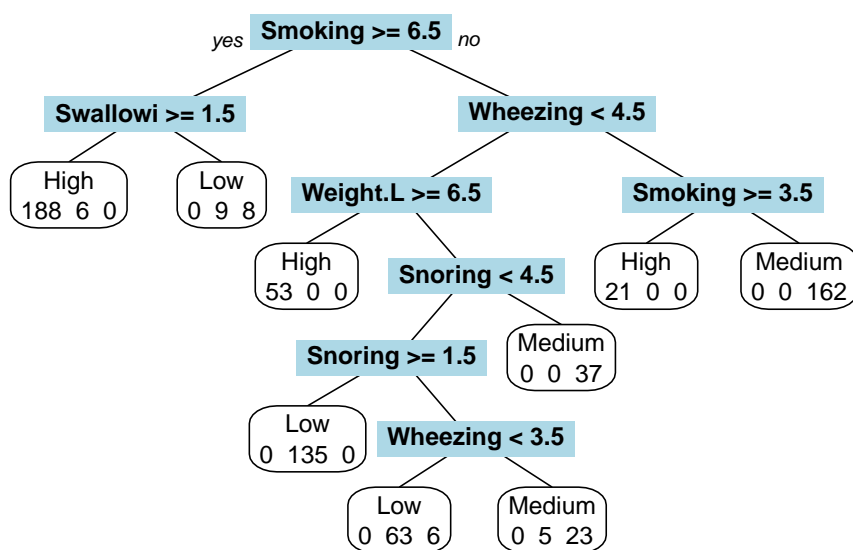 yes Smoking >= 6.5 no
Swallowi >= 1.5
Wheezing < 4.5
High
188 6 0
Low
0 9 8
Weight.L >= 6.5
Smoking >= 3.5
High
53 0 0
Snoring < 4.5
High
21 0 0
Medium
0 0 162
Snoring >= 1.5
Medium
0 0 37
Low
0 135 0
Wheezing < 3.5
Low
0 63 6
Medium
0 5 23